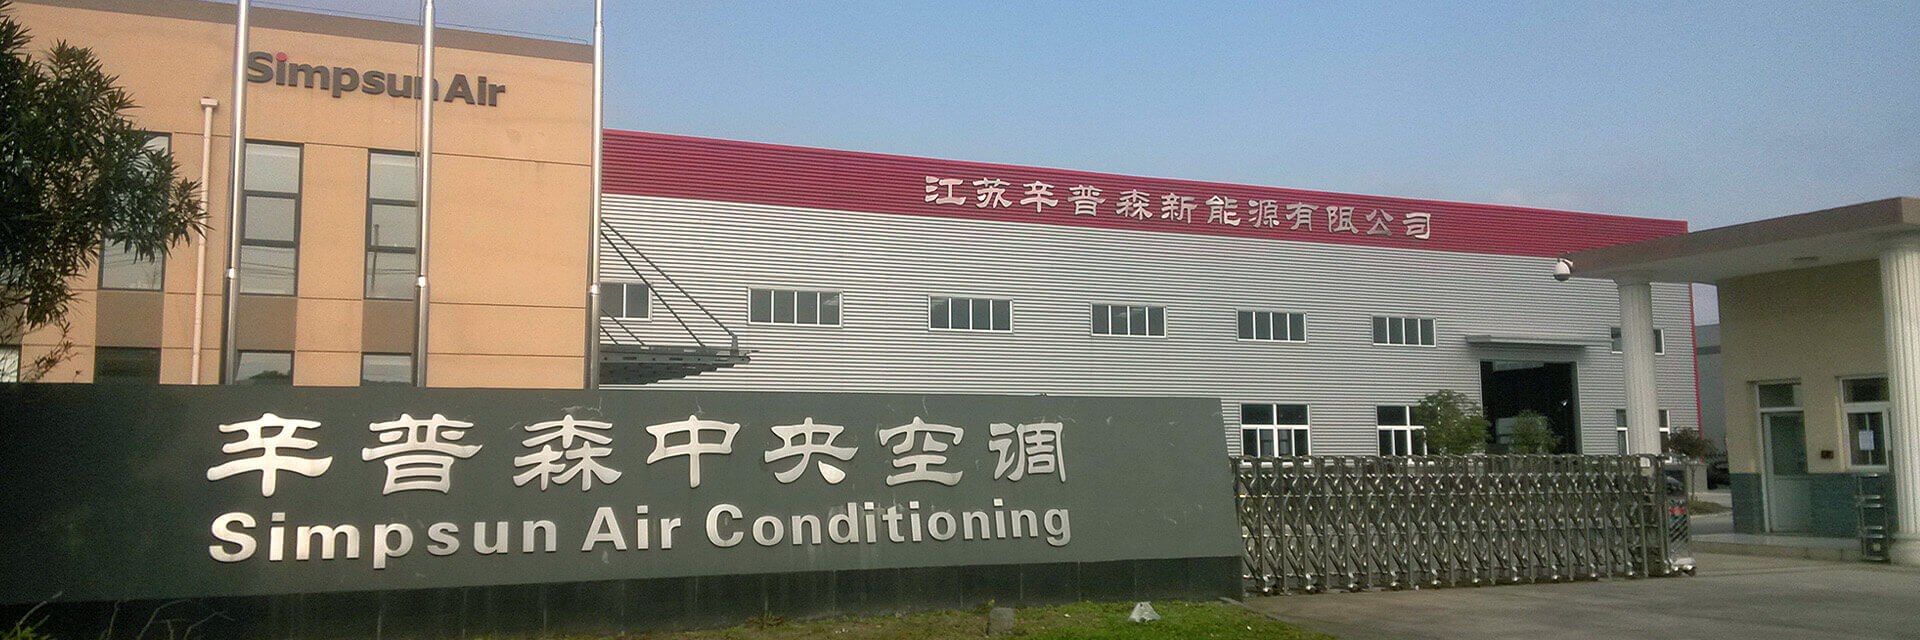 Simpsun Air
江苏辛普森新能源有限公司
辛普森中央空调
Simpsun Air Conditioning